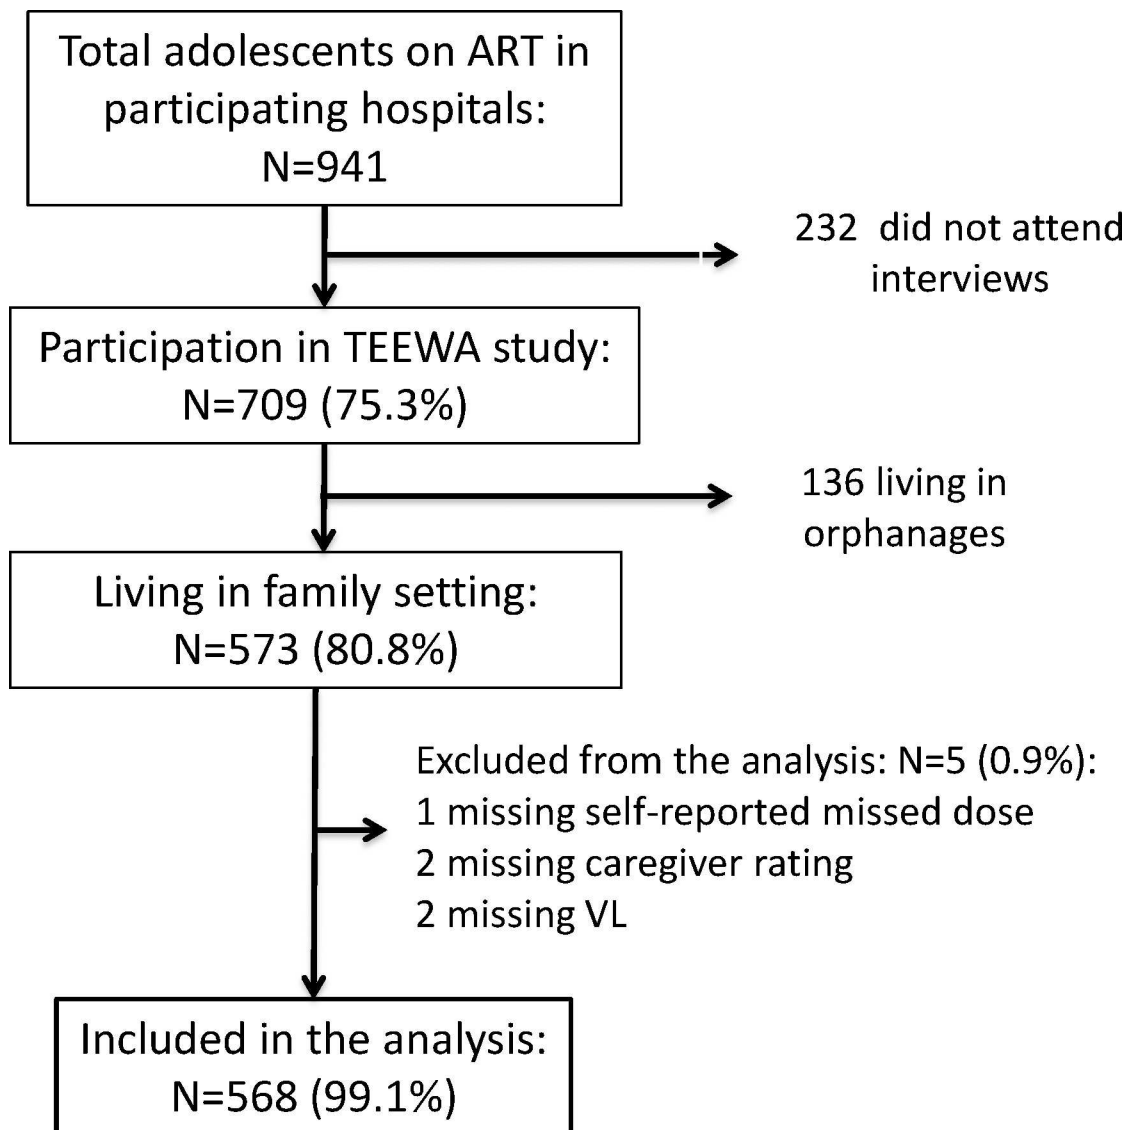 Total adolescents on ART in
participating hospitals:
N=941
232 did not attend
interviews
Participation in TEEWA study:
N=709 (75.3%)
136 living in
orphanages
Living in family setting:
N=573 (80.8%)
Excluded from the analysis: N=5 (0.9%):
1 missing self-reported missed dose
2 missing caregiver rating
2 missing VL
Included in the analysis:
N=568 (99.1%)